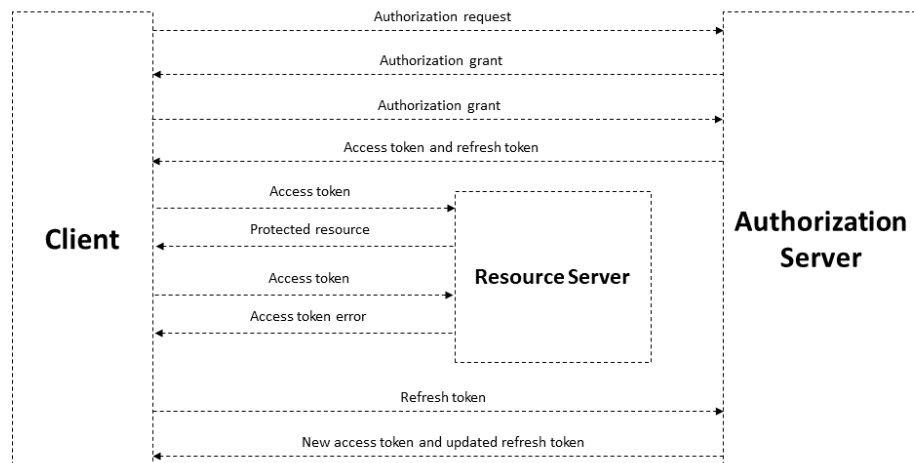 Authorization request
Authorization grant
Authorization grant
Access token and refresh token
Access token
Protected resource
Access token
Access token error
Refresh token
New access token and updated refresh token
Client
Resource Server
Authorization
Server